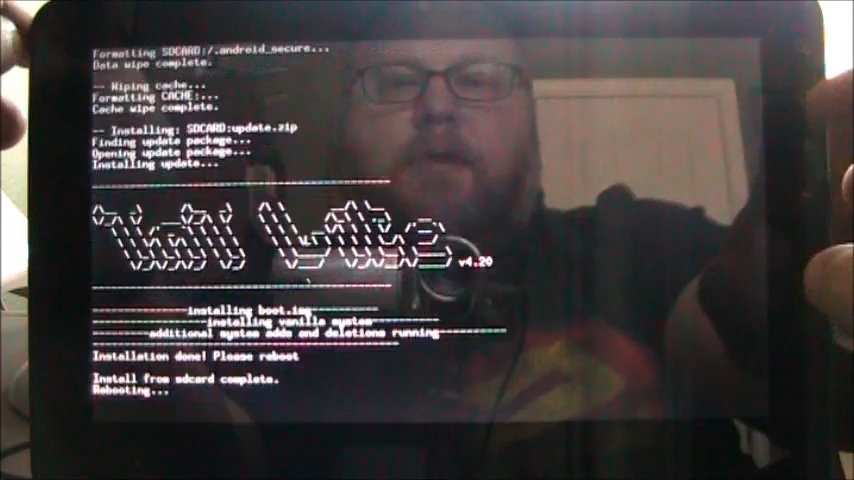 Formatting SDCARD:/.android_secure...
Data wipe complete.
-- Wiping cache...
Formatting CACHE:...
Cache wipe complete.
-- Installing: SDCARD:update.zip
Finding update package...
Opening update package...
Installing update...
v4.20
installing boot.img
installing vanilla system
additional system adds and deletions running
Installation done! Please reboot
Install from sdcard complete.
Rebooting...